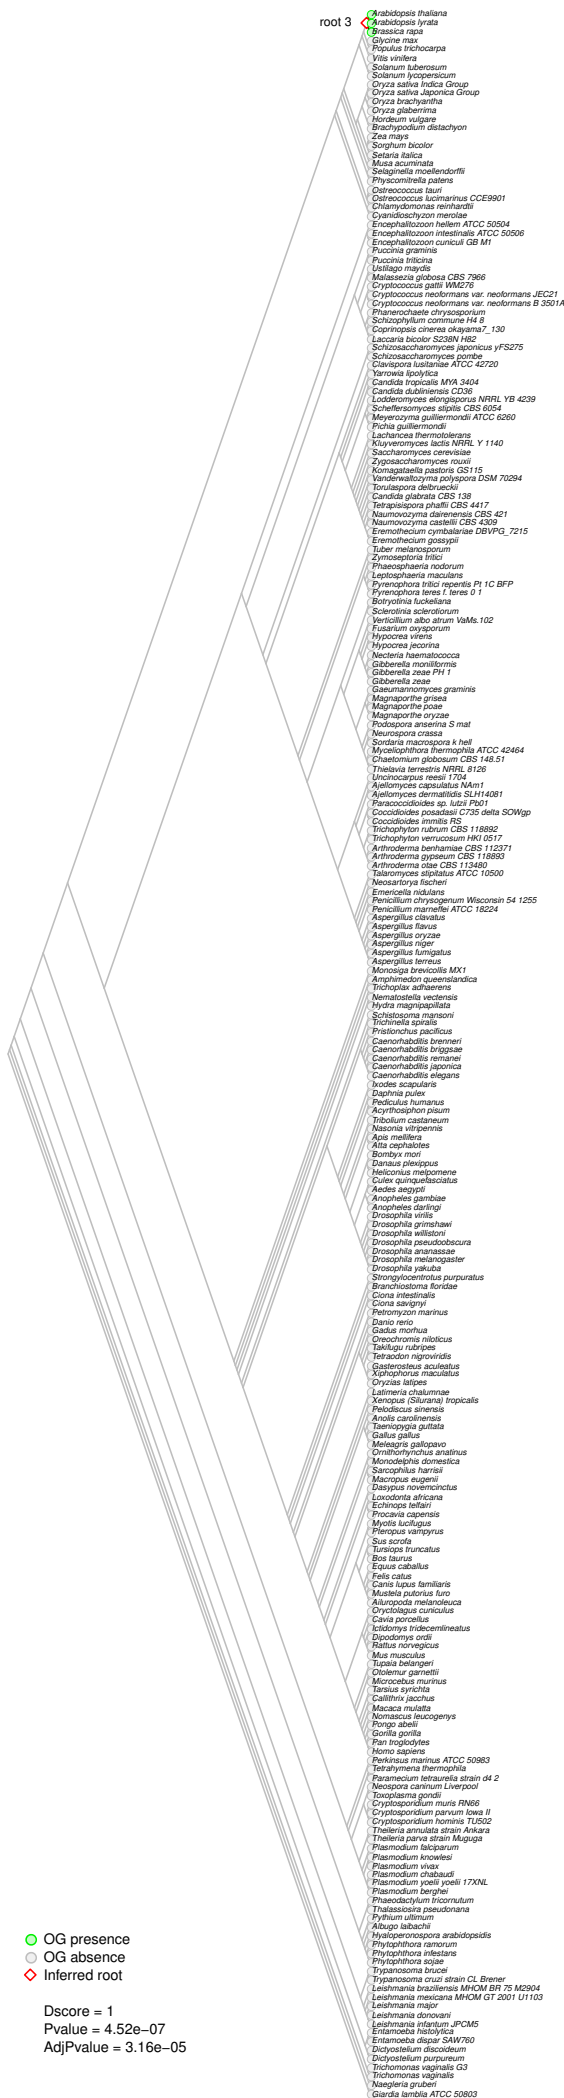 root 3
Arabidopsis thaliana
Arabidopsis lyrata
Brassica rapa
Glycine max
Populus trichocarpa
Vitis vinifera
Solanum tuberosum
Solanum lycopersicum
Oryza sativa Indica Group
Oryza sativa Japonica Group
Oryza brachyantha
Oryza glaberrima
Hordeum vulgare
Brachypodium distachyon
Zea mays
Sorghum bicolor
Setaria italica
Musa acuminata
Selaginella moellendorffii
Physcomitrella patens
Ostreococcus tauri
Ostreococcus lucimarinus CCE9901
Chlamydomonas reinhardtii
Cyanidioschyzon merolae
Encephalitozoon hellem ATCC 50504
Encephalitozoon intestinalis ATCC 50506
Encephalitozoon cuniculi GB M1
Puccinia graminis
Puccinia triticina
Ustilago maydis
Malassezia globosa CBS 7966
Cryptococcus gattii WM276
Cryptococcus neoformans var. neoformans JEC21
Cryptococcus neoformans var. neoformans B 3501A
Phanerochaete chrysosporium
Schizophyllum commune H4 8
Coprinopsis cinerea okayama7_130
Laccaria bicolor S238N H82
Schizosaccharomyces japonicus yFS275
Schizosaccharomyces pombe
Clavispora lusitaniae ATCC 42720
Yarrowia lipolytica
Candida tropicalis MYA 3404
Candida dubliniensis CD36
Lodderomyces elongisporus NRRL YB 4239
Scheffersomyces stipitis CBS 6054
Meyerozyma guilliermondii ATCC 6260
Pichia guilliermondii
Lachancea thermotolerans
Kluyveromyces lactis NRRL Y 1140
Saccharomyces cerevisiae
Zygosaccharomyces rouxii
Komagataella pastoris GS115
Vanderwaltozyma polyspora DSM 70294
Torulaspora delbrueckii
Candida glabrata CBS 138
Tetrapisispora phaffii CBS 4417
Naumovozyma dairenensis CBS 421
Naumovozyma castellii CBS 4309
Eremothecium cymbalariae DBVPG_7215
Eremothecium gossypii
Tuber melanosporum
Zymoseptoria tritici
Phaeosphaeria nodorum
Leptosphaeria maculans
Pyrenophora tritici repentis Pt 1C BFP
Pyrenophora teres f. teres 0 1
Botryotinia fuckeliana
Sclerotinia sclerotiorum
Verticillium albo atrum VaMs.102
Fusarium oxysporum
Hypocrea virens
Hypocrea jecorina
Necteria haematococca
Gibberella moniliformis
Gibberella zeae PH 1
Gibberella zeae
Gaeumannomyces graminis
Magnaporthe grisea
Magnaporthe poae
Magnaporthe oryzae
Podospora anserina S mat
Neurospora crassa
Sordaria macrospora k hell
Myceliophthora thermophila ATCC 42464
Chaetomium globosum CBS 148.51
Thielavia terrestris NRRL 8126
Uncinocarpus reesii 1704
Ajellomyces capsulatus NAm1
Ajellomyces dermatitidis SLH14081
Paracoccidioides sp. lutzii Pb01
Coccidioides posadasii C735 delta SOWgp
Coccidioides immitis RS
Trichophyton rubrum CBS 118892
Trichophyton verrucosum HKI 0517
Arthroderma benhamiae CBS 112371
Arthroderma gypseum CBS 118893
Arthroderma otae CBS 113480
Talaromyces stipitatus ATCC 10500
Neosartorya fischeri
Emericella nidulans
Penicillium chrysogenum Wisconsin 54 1255
Penicillium marneffei ATCC 18224
Aspergillus clavatus
Aspergillus flavus
Aspergillus oryzae
Aspergillus niger
Aspergillus fumigatus
Aspergillus terreus
Monosiga brevicollis MX1
Amphimedon queenslandica
Trichoplax adhaerens
Nematostella vectensis
Hydra magnipapillata
Schistosoma mansoni
Trichinella spiralis
Pristionchus pacificus
Caenorhabditis brenneri
Caenorhabditis briggsae
Caenorhabditis remanei
Caenorhabditis japonica
Caenorhabditis elegans
Ixodes scapularis
Daphnia pulex
Pediculus humanus
Acyrthosiphon pisum
Tribolium castaneum
Nasonia vitripennis
Apis mellifera
Atta cephalotes
Bombyx mori
Danaus plexippus
Heliconius melpomene
Culex quinquefasciatus
Aedes aegypti
Anopheles gambiae
Anopheles darlingi
Drosophila virilis
Drosophila grimshawi
Drosophila willistoni
Drosophila pseudoobscura
Drosophila ananassae
Drosophila melanogaster
Drosophila yakuba
Strongylocentrotus purpuratus
Branchiostoma floridae
Ciona intestinalis
Ciona savignyi
Petromyzon marinus
Danio rerio
Gadus morhua
Oreochromis niloticus
Takifugu rubripes
Tetraodon nigroviridis
Gasterosteus aculeatus
Xiphophorus maculatus
Oryzias latipes
Latimeria chalumnae
Xenopus (Silurana) tropicalis
Pelodiscus sinensis
Anolis carolinensis
Taeniopygia guttata
Gallus gallus
Meleagris gallopavo
Ornithorhynchus anatinus
Monodelphis domestica
Sarcophilus harrisii
Macropus eugenii
Dasypus novemcinctus
Loxodonta africana
Echinops telfairi
Procavia capensis
Myotis lucifugus
Pteropus vampyrus
Sus scrofa
Tursiops truncatus
Bos taurus
Equus caballus
Felis catus
Canis lupus familiaris
Mustela putorius furo
Ailuropoda melanoleuca
Oryctolagus cuniculus
Cavia porcellus
Ictidomys tridecemlineatus
Dipodomys ordii
Rattus norvegicus
Mus musculus
Tupaia belangeri
Otolemur garnettii
Microcebus murinus
Tarsius syrichta
Callithrix jacchus
Macaca mulatta
Nomascus leucogenys
Pongo abelii
Gorilla gorilla
Pan troglodytes
Homo sapiens
Perkinsus marinus ATCC 50983
Tetrahymena thermophila
Paramecium tetraurelia strain d4 2
Neospora caninum Liverpool
Toxoplasma gondii
Cryptosporidium muris RN66
Cryptosporidium parvum Iowa II
Cryptosporidium hominis TU502
Theileria annulata strain Ankara
Theileria parva strain Muguga
Plasmodium falciparum
Plasmodium knowlesi
Plasmodium vivax
Plasmodium chabaudi
Plasmodium yoelii yoelii 17XNL
Plasmodium berghei
Phaeodactylum tricornutum
Thalassiosira pseudonana
Pythium ultimum
Albugo laibachii
Hyaloperonospora arabidopsidis
Phytophthora ramorum
Phytophthora infestans
Phytophthora sojae
Trypanosoma brucei
Trypanosoma cruzi strain CL Brener
Leishmania braziliensis MHOM BR 75 M2904
Leishmania mexicana MHOM GT 2001 U1103
Leishmania major
Leishmania donovani
Leishmania infantum JPCM5
Entamoeba histolytica
Entamoeba dispar SAW760
Dictyostelium discoideum
Dictyostelium purpureum
Trichomonas vaginalis G3
Trichomonas vaginalis
Naegleria gruberi
Giardia lamblia ATCC 50803
OG presence
OG absence
Inferred root
Dscore = 1
Pvalue = 4.52e−07
AdjPvalue = 3.16e−05